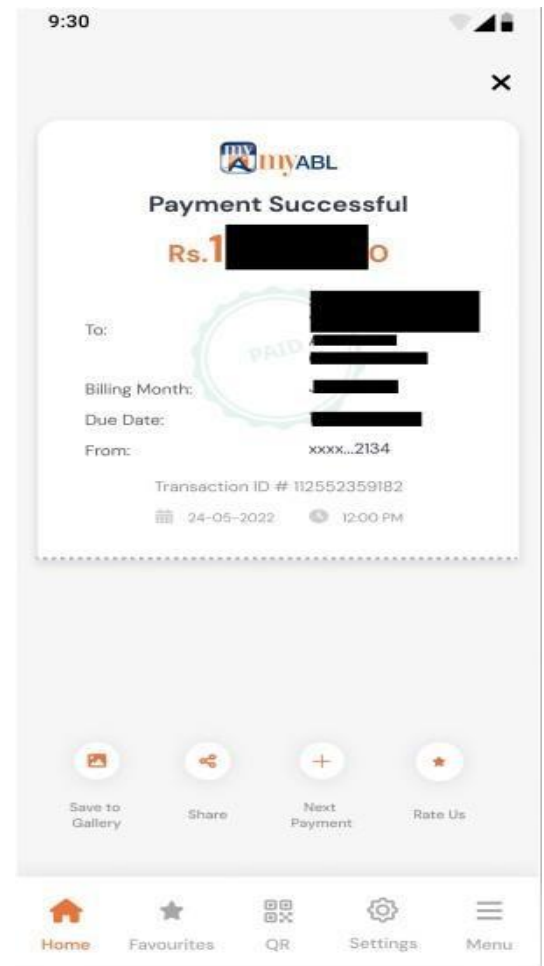 9:30
my myABL
Payment Successful
Rs.1 0
To:
PAID
Billing Month:
Due Date:
From: xxxx...2134
Transaction ID # 112552359182
24-05-2022 12:00 PM
Save to Gallery
Share
Next Payment
Rate Us
Home Favourites QR Settings Menu